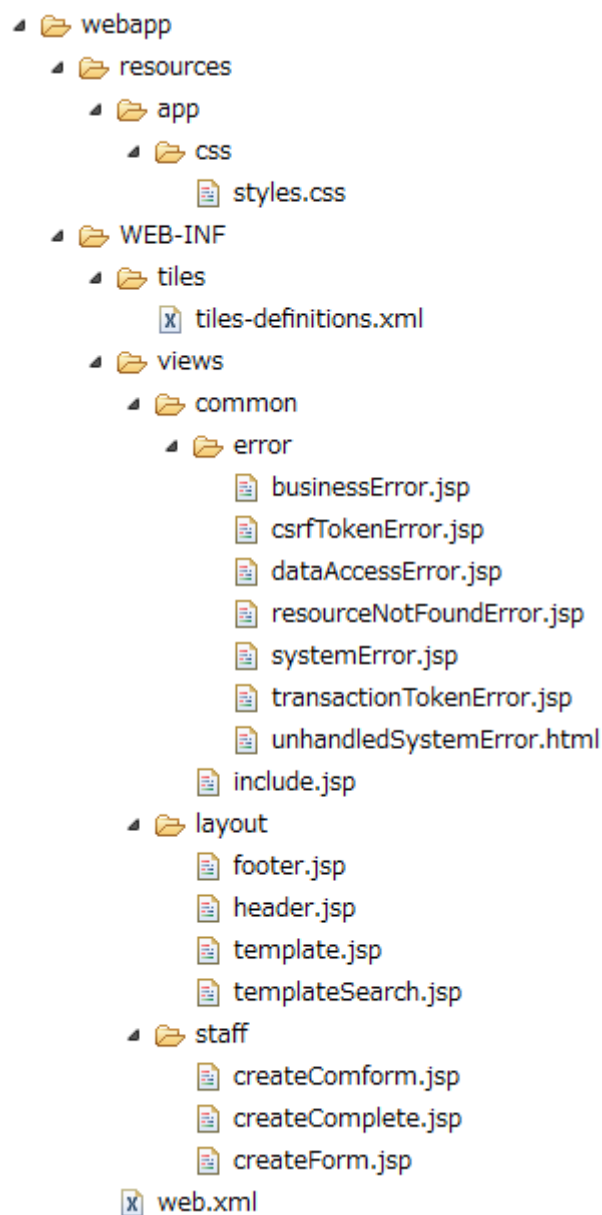 webapp
resources
app
css
styles.css
WEB-INF
tiles
tiles-definitions.xml
views
common
error
businessError.jsp
csrfTokenError.jsp
dataAccessError.jsp
resourceNotFoundError.jsp
systemError.jsp
transactionTokenError.jsp
unhandledSystemError.html
include.jsp
layout
footer.jsp
header.jsp
template.jsp
templateSearch.jsp
staff
createComform.jsp
createComplete.jsp
createForm.jsp
web.xml